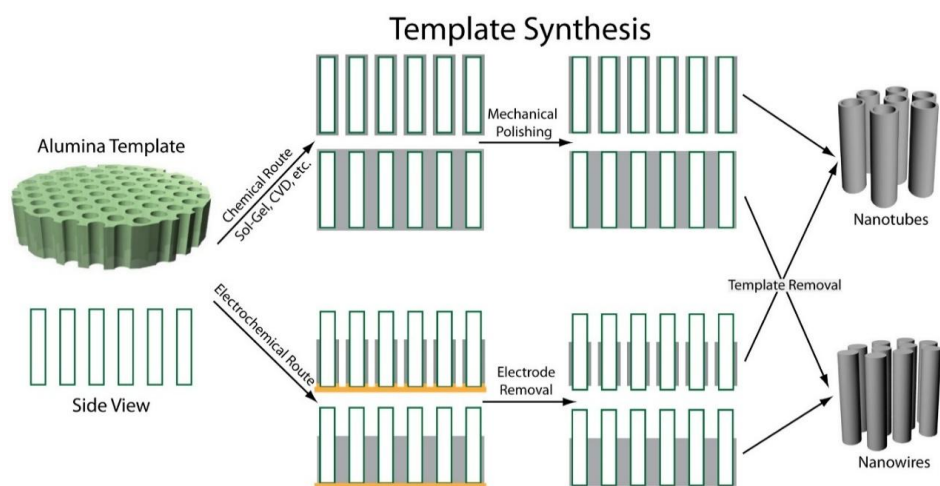 Template Synthesis
Alumina Template
Side View
Chemical Route
Sol-Gel, CVD, etc.
Electrochemical Route
Mechanical
Polishing
Electrode
Removal
Template Removal
Nanotubes
Nanowires